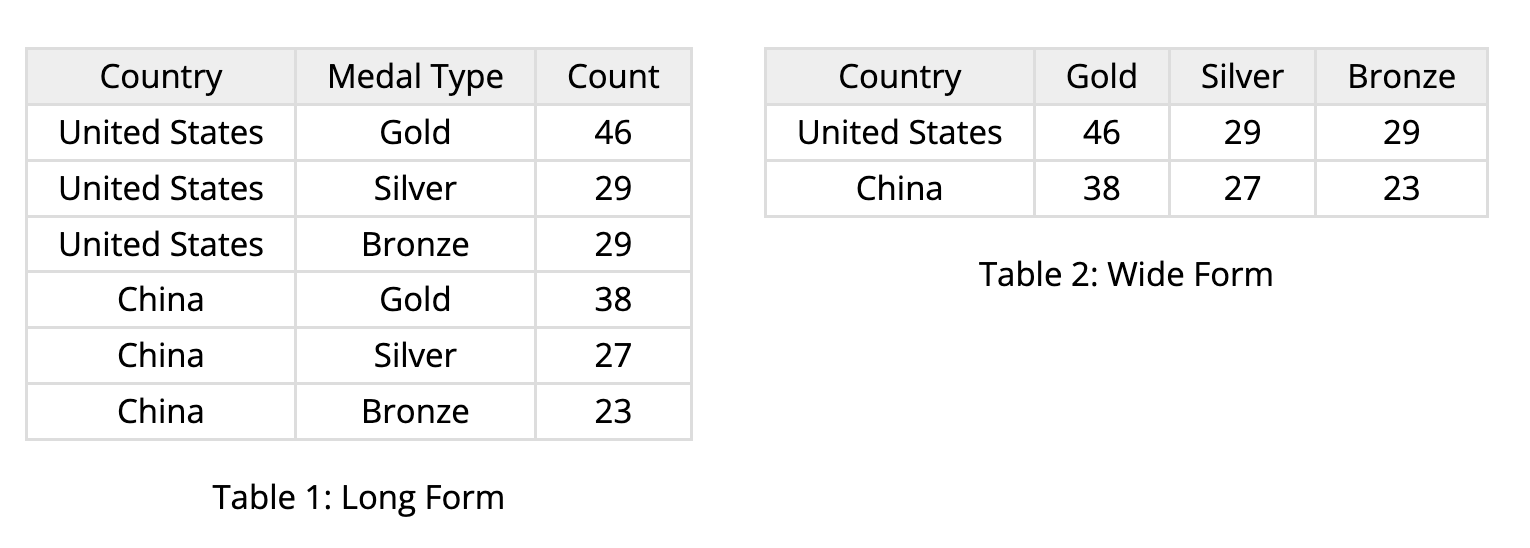 Country Medal Type Count
United States Gold 46
United States Silver 29
United States Bronze 29
China Gold 38
China Silver 27
China Bronze 23
Table 1: Long Form
Country Gold Silver Bronze
United States 46 29 29
China 38 27 23
Table 2: Wide Form